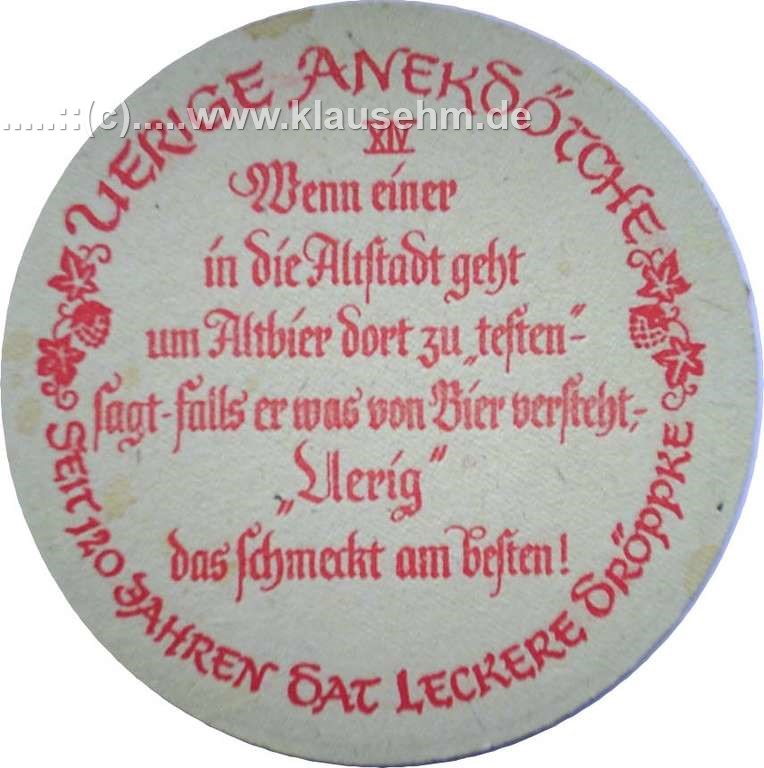 UERIGE ANEKDÖTCHE
.....::(c).....www.klausehm.de
XIV
Wenn einer
in die Altstadt geht
um Altbier dort zu „testen"-
sagt-falls er was von Bier versteht,-
„Uerig"
das schmeckt am besten!
SEIT 120 JAHREN DAT LECKERE DRÖPPKE